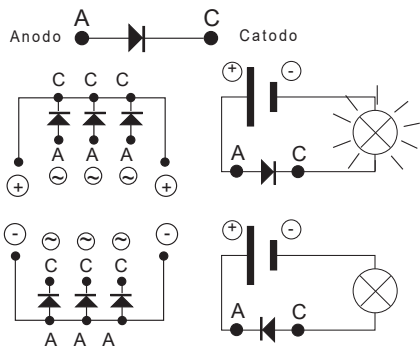 A C
Anodo Catodo
C C C
A A A
~ ~ ~
+ +
+ -
A C
- ~ ~ ~ -
C C C
A A A
+ -
A C